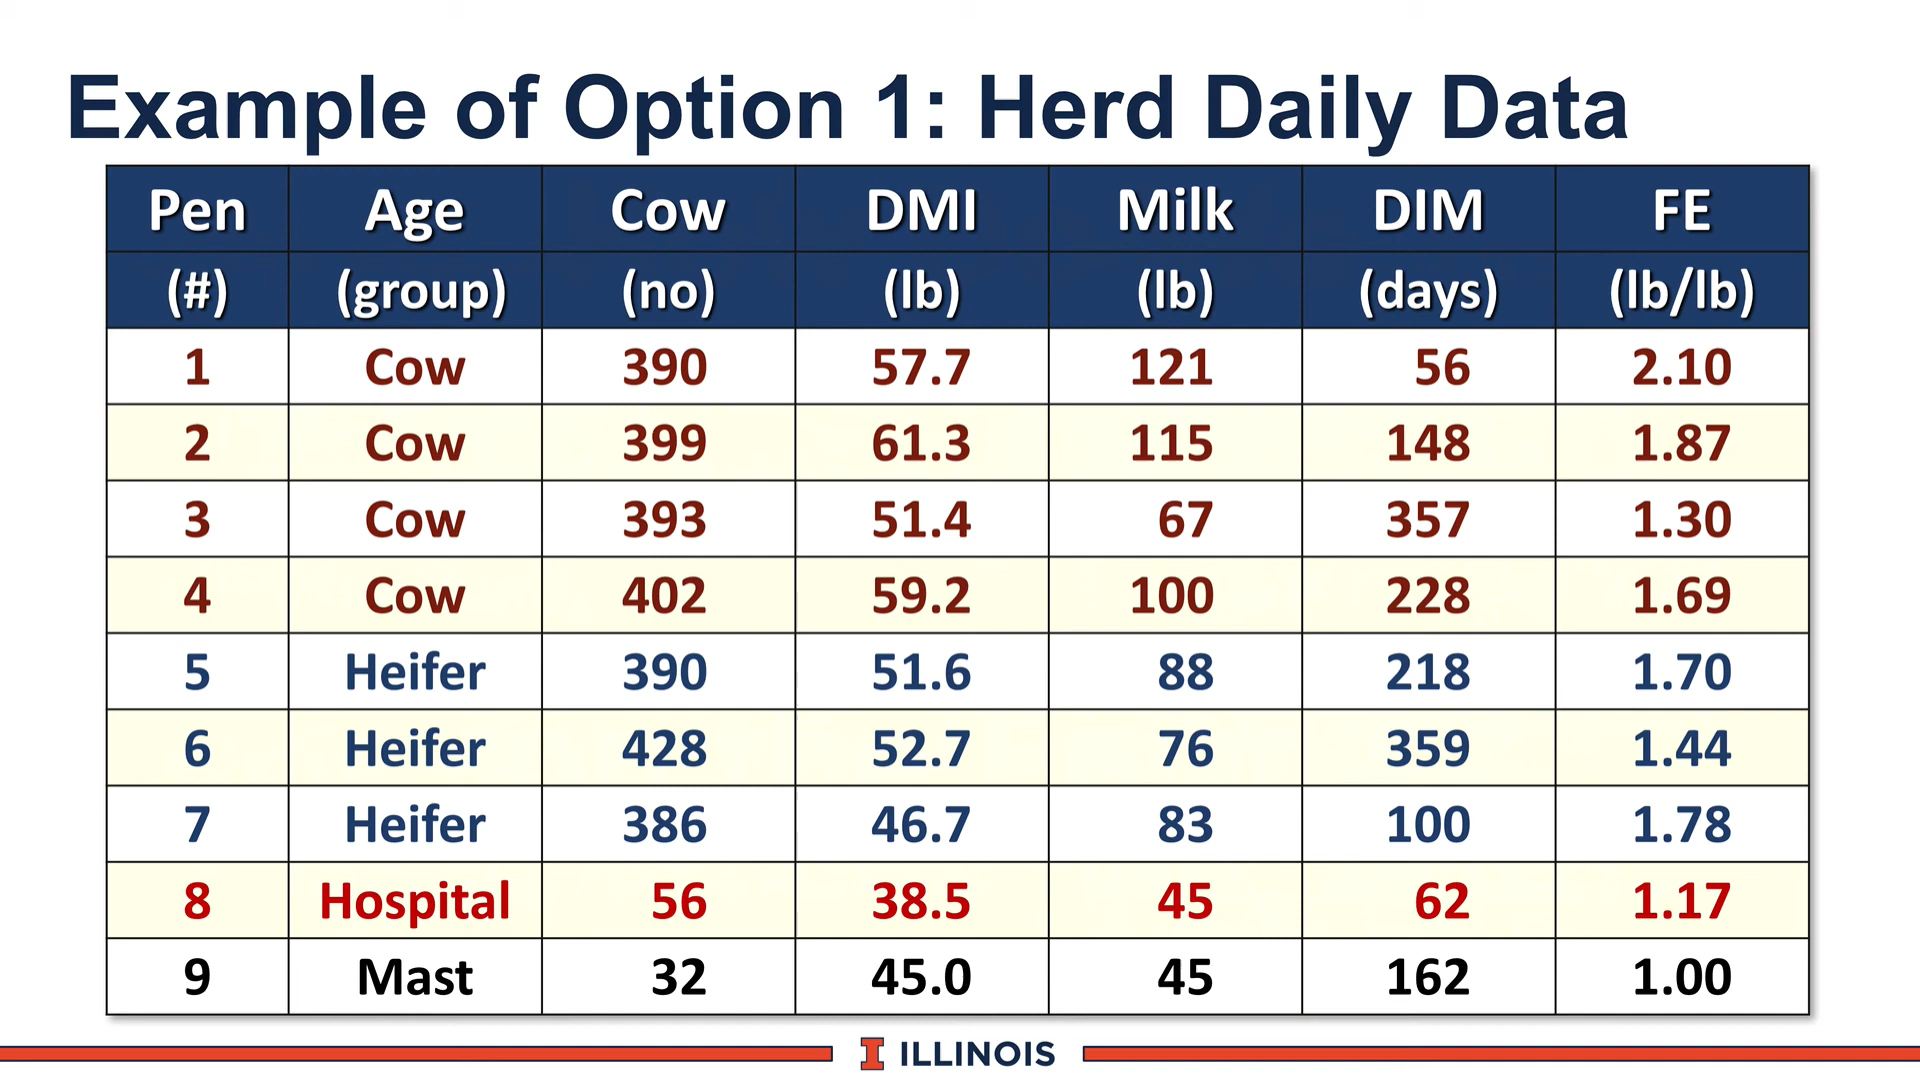 Example of Option 1: Herd Daily Data
Pen Age Cow DMI Milk DIM FE
(#) (group) (no) (lb) (lb) (days) (lb/lb)
1 Cow 390 57.7 121 56 2.10
2 Cow 399 61.3 115 148 1.87
3 Cow 393 51.4 67 357 1.30
4 Cow 402 59.2 100 228 1.69
5 Heifer 390 51.6 88 218 1.70
6 Heifer 428 52.7 76 359 1.44
7 Heifer 386 46.7 83 100 1.78
8 Hospital 56 38.5 45 62 1.17
9 Mast 32 45.0 45 162 1.00
I ILLINOIS